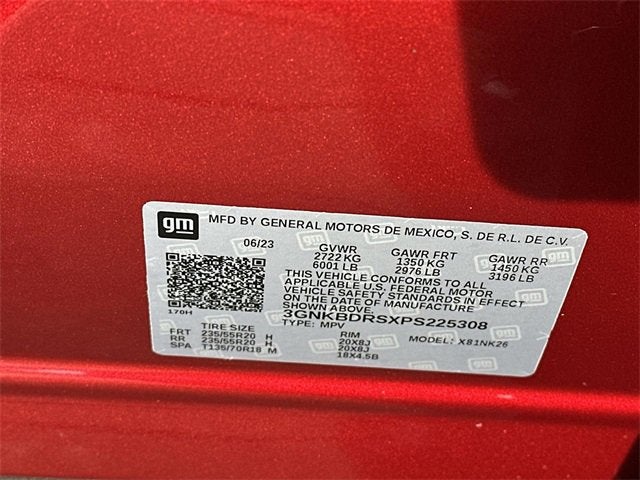 gm MFD BY GENERAL MOTORS DE MEXICO, S. DE R.L. DE C.V.
06/23 GVWR GAWR FRT GAWR RR
2722 KG 1350 KG 1450 KG
6001 LB 2976 LB 3196 LB
THIS VEHICLE CONFORMS TO ALL
APPLICABLE U.S. FEDERAL MOTOR
VEHICLE SAFETY STANDARDS IN EFFECT
ON THE DATE OF MANUFACTURE
SHOWN ABOVE.
170H 3GNKBDRSXPS225308
TYPE: MPV MODEL: X81NK26
TIRE SIZE RIM
FRT 235/55R20 H 20X8J
RR 235/55R20 H 20X8J
SPA T135/70R18 M 18X4.5B